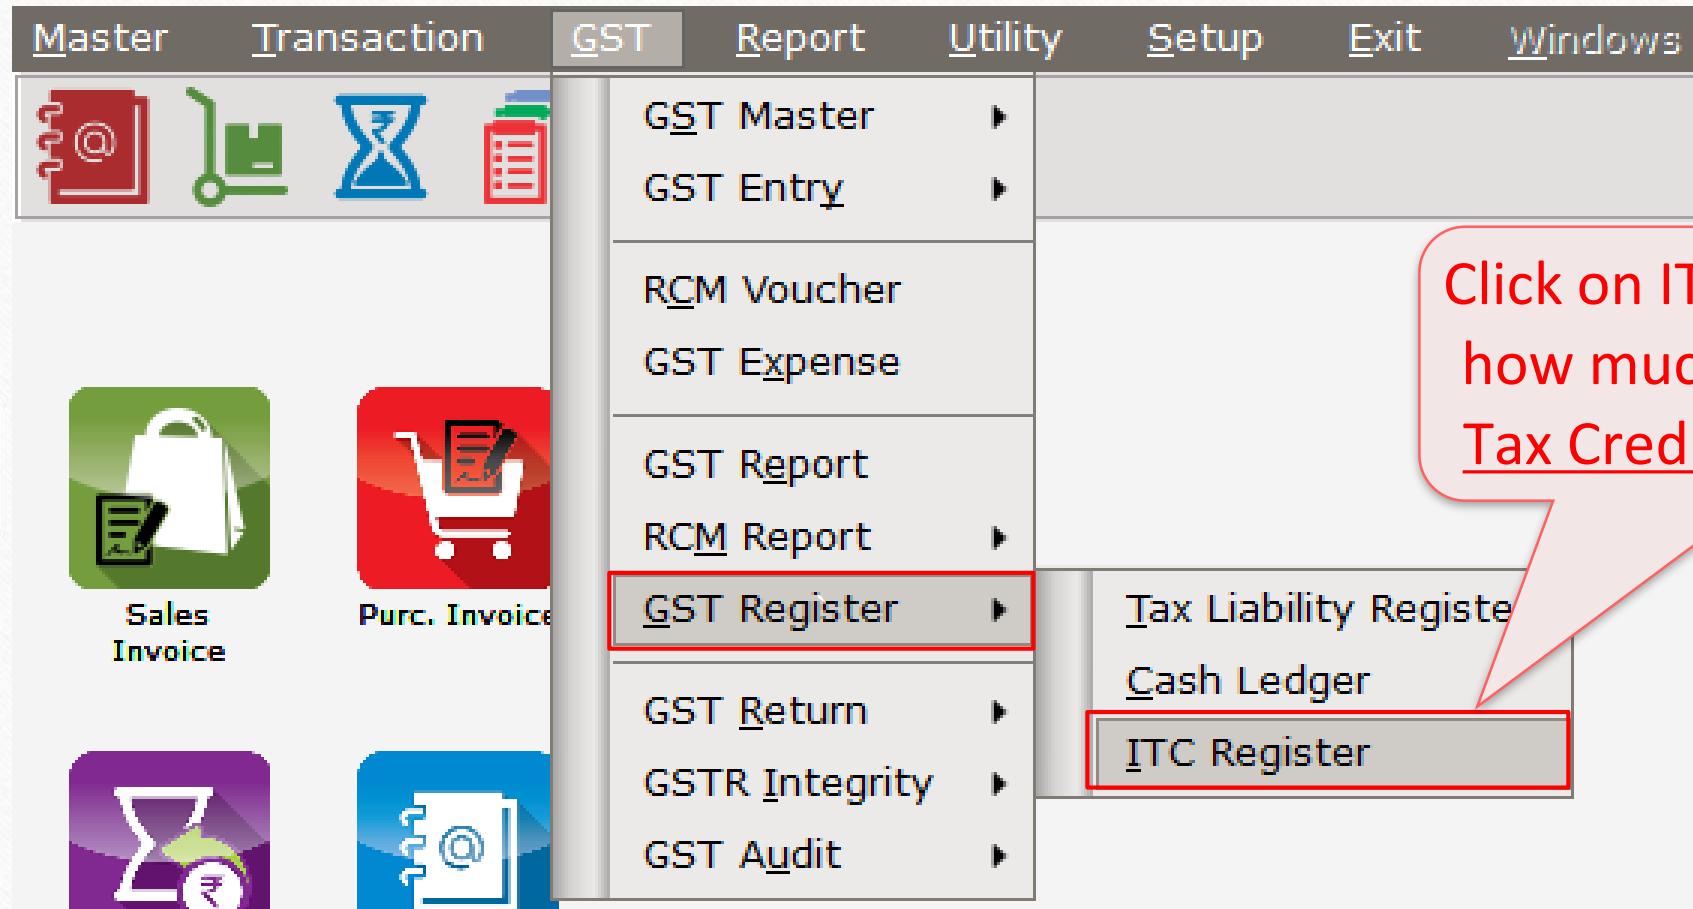 Master Transaction GST Report Utility Setup Exit Windows
GST Master
GST Entry
RCM Voucher
GST Expense
GST Report
RCM Report
GST Register
GST Return
GSTR Integrity
GST Audit
Tax Liability Registe
Cash Ledger
ITC Register
Click on IT
how muc
Tax Cred
Sales
Invoice
Purc. Invoice